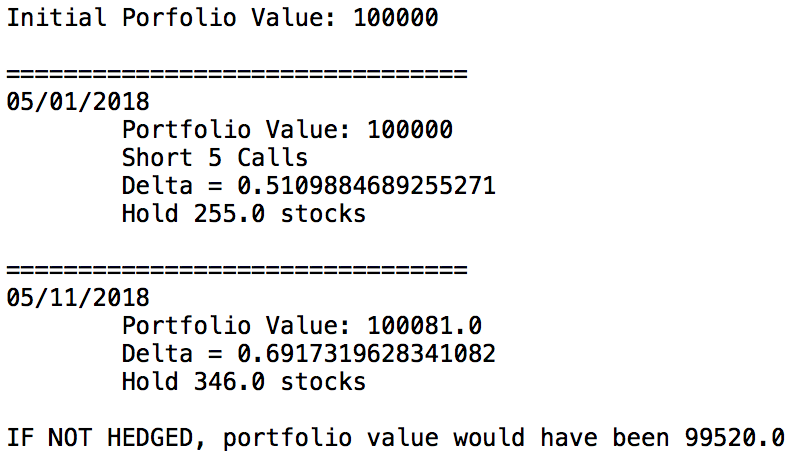 Initial Porfolio Value: 100000
================================
05/01/2018
Portfolio Value: 100000
Short 5 Calls
Delta = 0.5109884689255271
Hold 255.0 stocks
================================
05/11/2018
Portfolio Value: 100081.0
Delta = 0.6917319628341082
Hold 346.0 stocks
IF NOT HEDGED, portfolio value would have been 99520.0